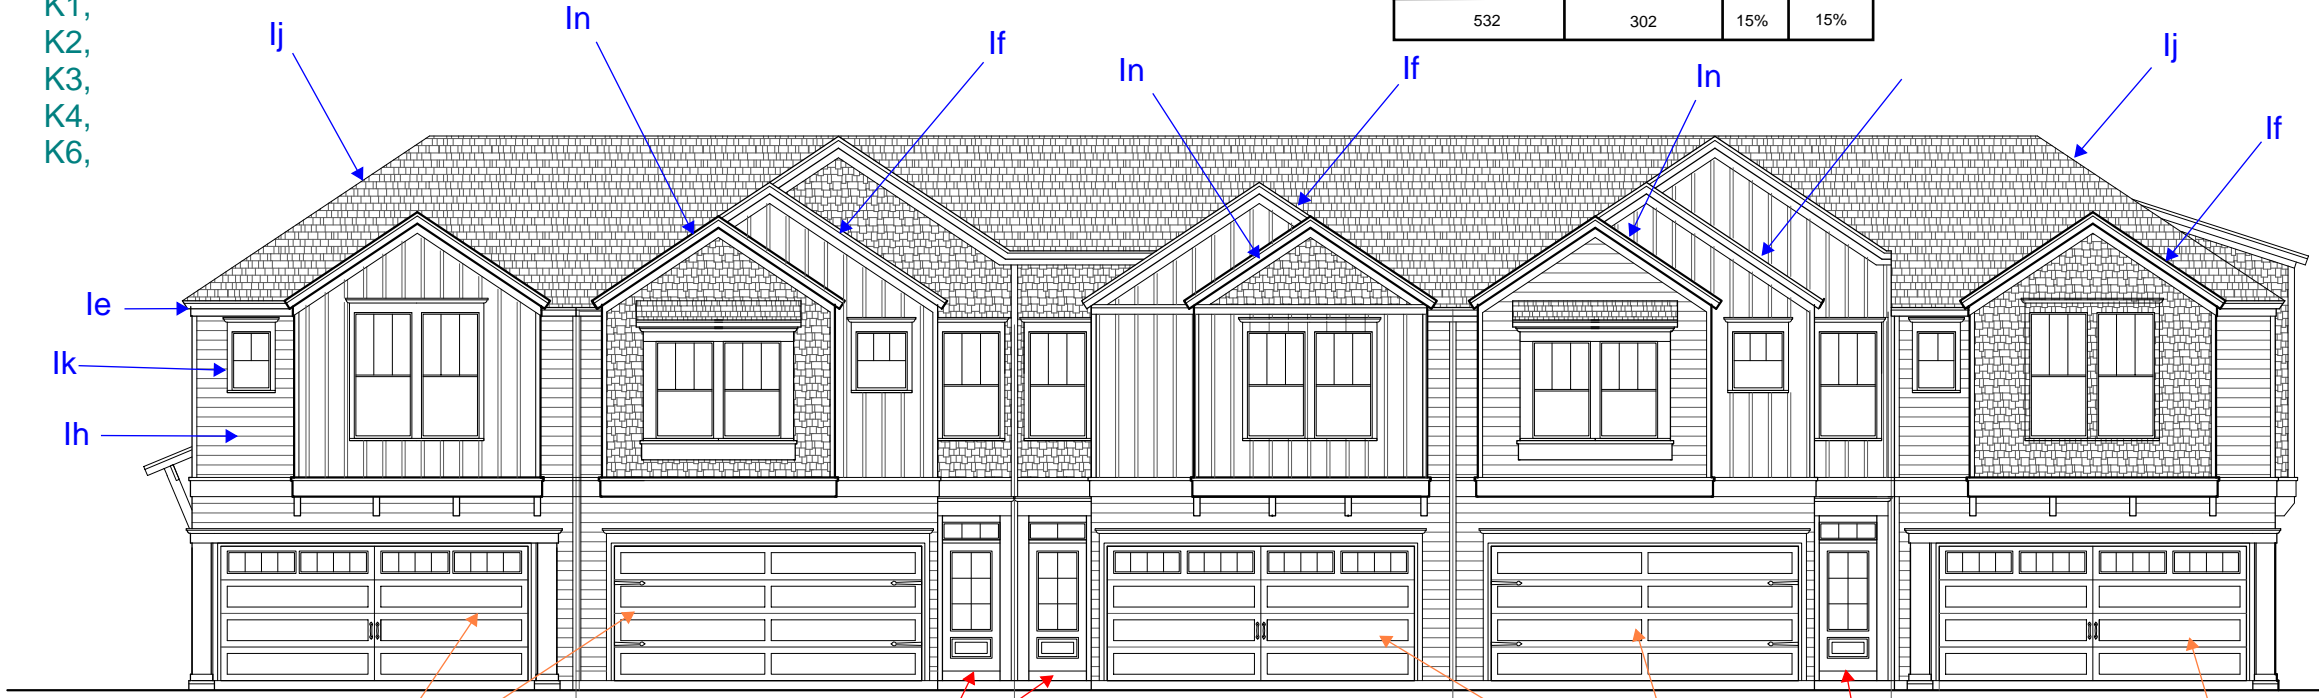 K1,
K2,
K3,
K4,
K6,
532 302 15% 15%
Ij
In
If
In
If
In
Ij
If
Ie
Ik
Ih